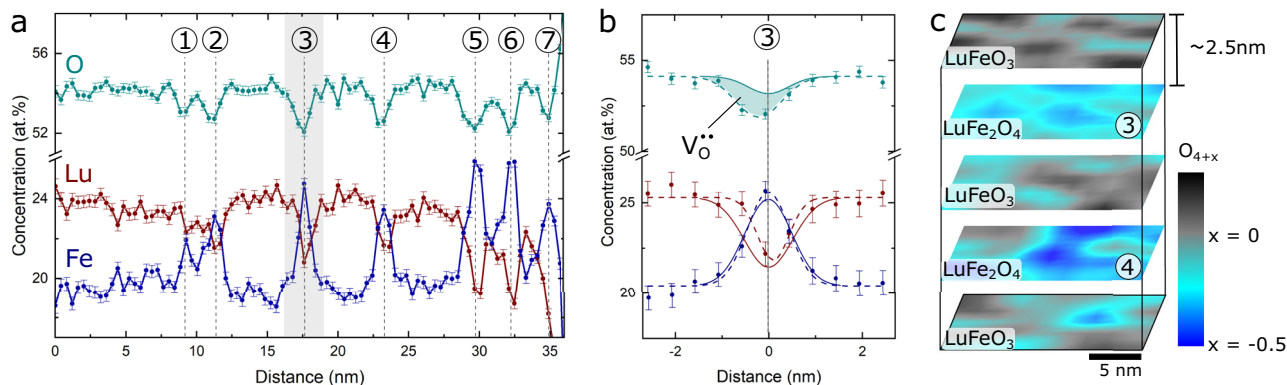 a
① ② ③ ④ ⑤ ⑥ ⑦
O
Lu
Fe
Concentration (at.%)
56
52
24
20
0 5 10 15 20 25 30 35
Distance (nm)
b
③
V_O^••
Concentration (at.%)
55
50
25
20
-2 0 2
Distance (nm)
c
LuFeO₃
~2.5nm
LuFe₂O₄ ③
LuFeO₃
LuFe₂O₄ ④
LuFeO₃
5 nm
O₄₊ₓ
x = 0
x = -0.5